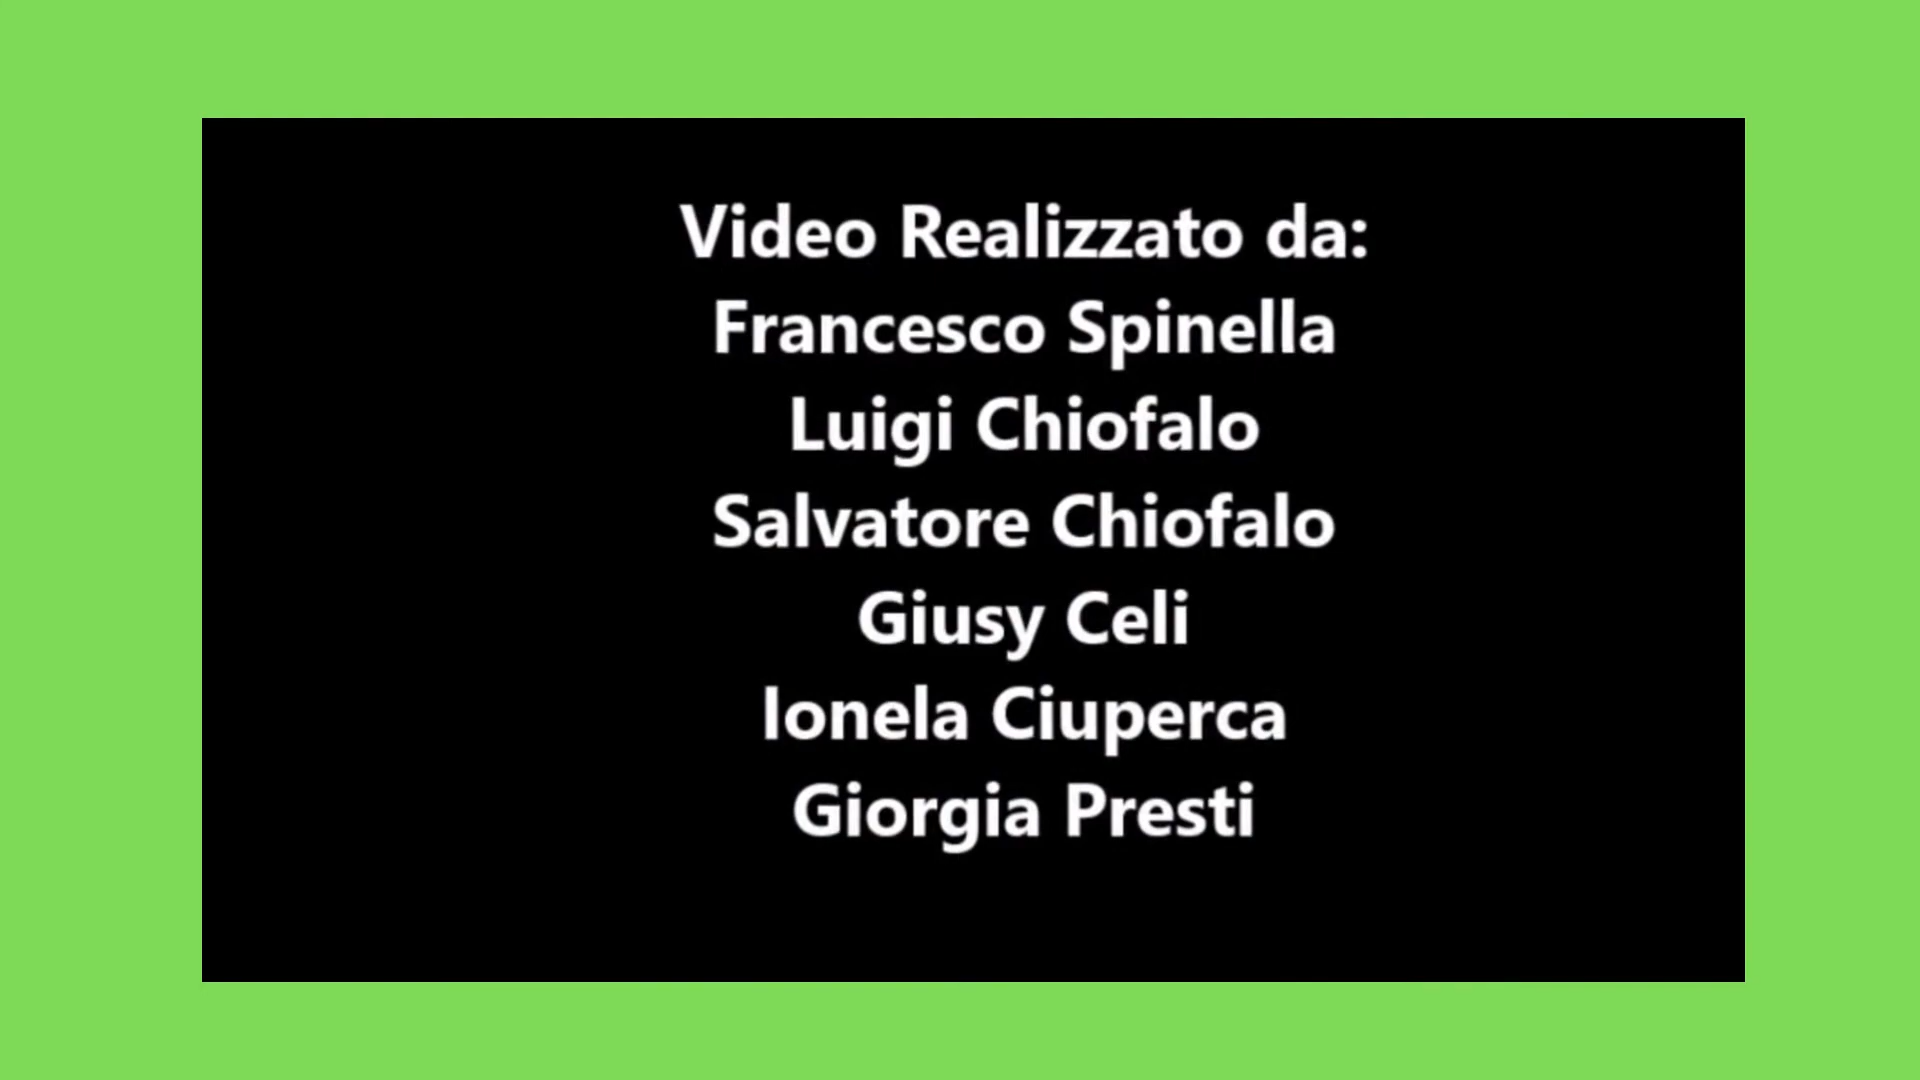 Video Realizzato da:
Francesco Spinella
Luigi Chiofalo
Salvatore Chiofalo
Giusy Celi
Ionela Ciuperca
Giorgia Presti